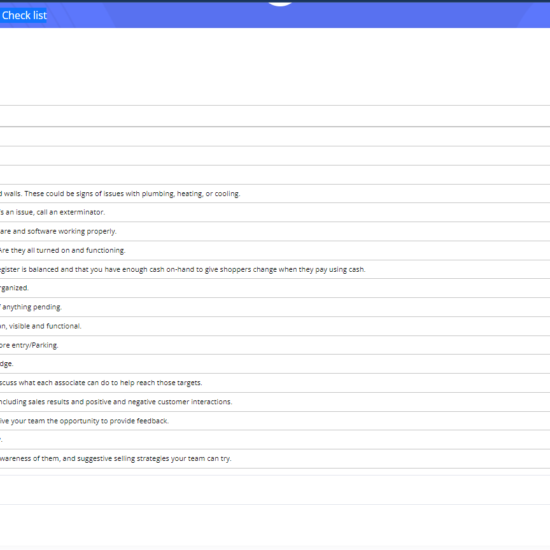 Check list
d walls. These could be signs of issues with plumbing, heating, or cooling.
s an issue, call an exterminator.
are and software working properly.
Are they all turned on and functioning.
egister is balanced and that you have enough cash on-hand to give shoppers change when they pay using cash.
rganized.
f anything pending.
n, visible and functional.
ore entry/Parking.
dge.
scuss what each associate can do to help reach those targets.
ncluding sales results and positive and negative customer interactions.
ive your team the opportunity to provide feedback.
wareness of them, and suggestive selling strategies your team can try.